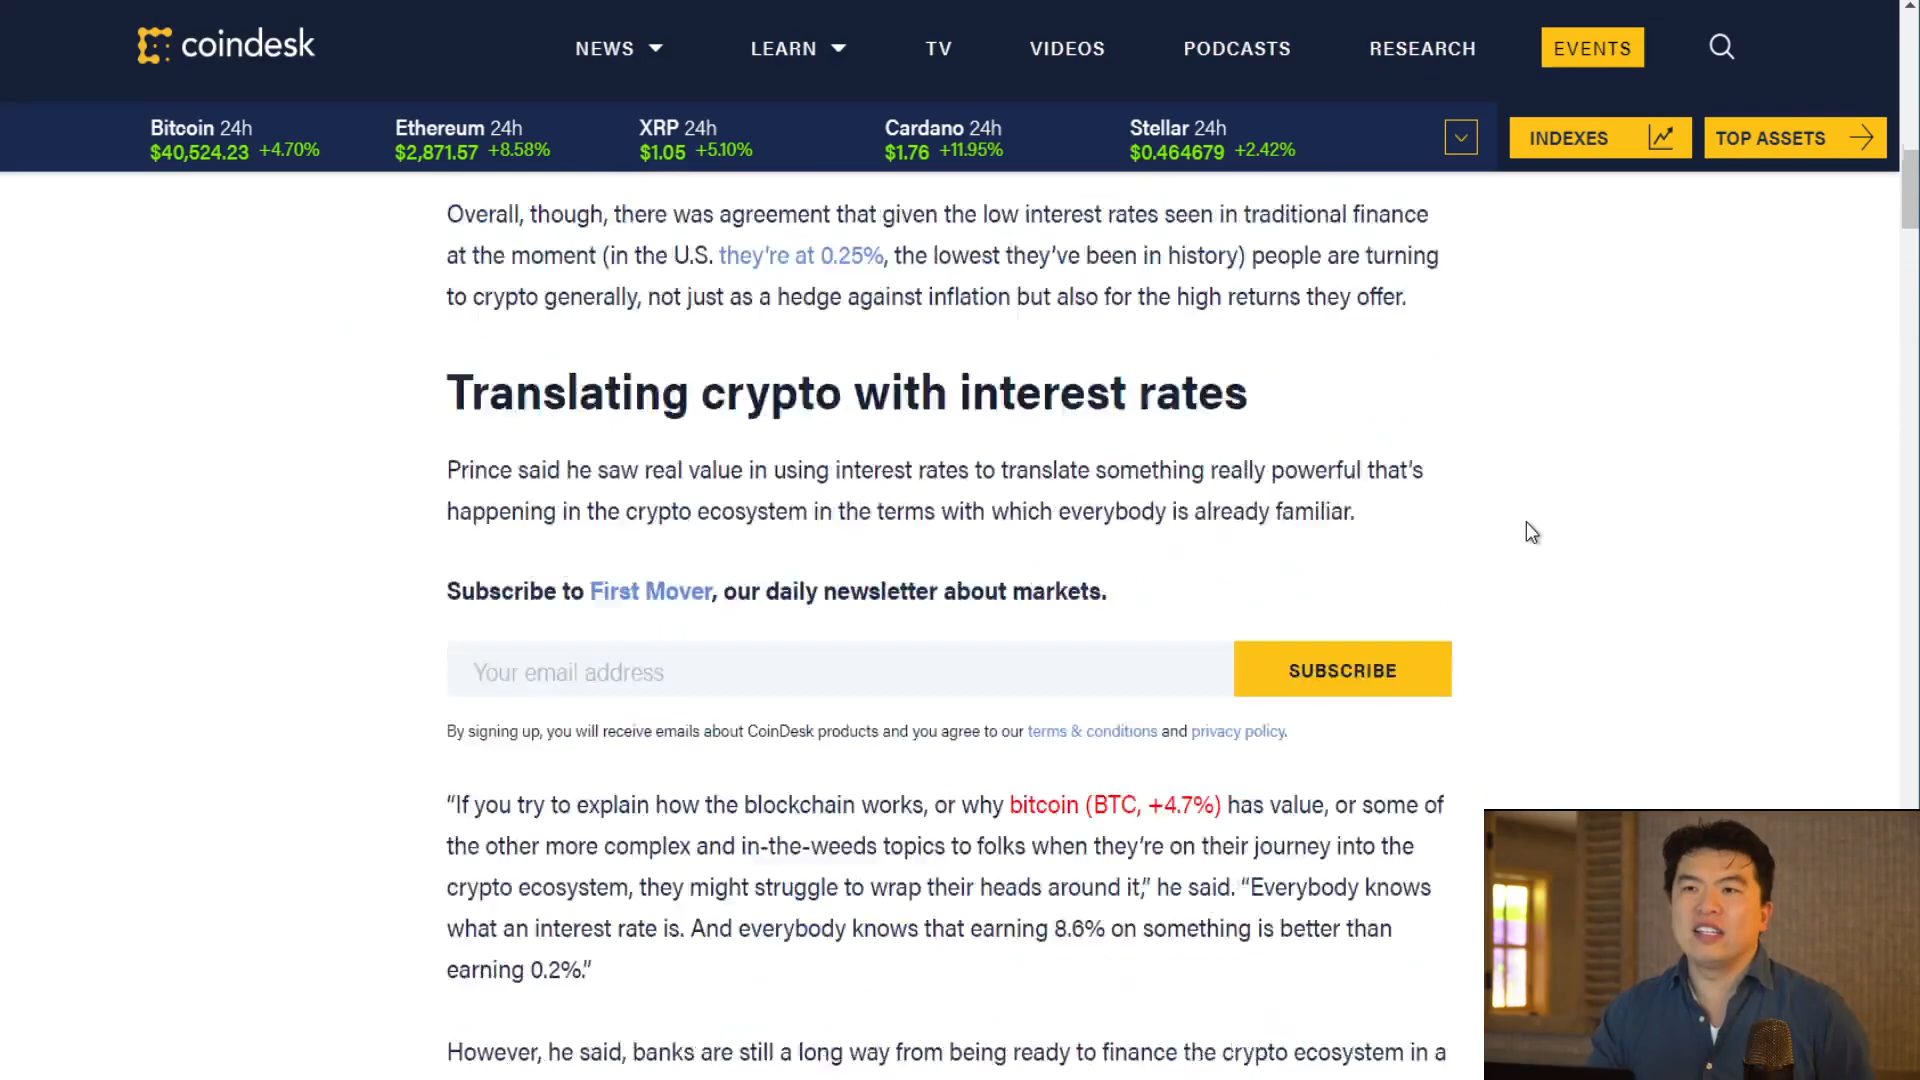 coindesk
NEWS
LEARN
TV
VIDEOS
PODCASTS
RESEARCH
EVENTS
Bitcoin 24h
$40,524.23 +4.70%
Ethereum 24h
$2,871.57 +8.58%
XRP 24h
$1.05 +5.10%
Cardano 24h
$1.76 +11.95%
Stellar 24h
$0.464679 +2.42%
INDEXES
TOP ASSETS
Overall, though, there was agreement that given the low interest rates seen in traditional finance
at the moment (in the U.S. they’re at 0.25%, the lowest they’ve been in history) people are turning
to crypto generally, not just as a hedge against inflation but also for the high returns they offer.
Translating crypto with interest rates
Prince said he saw real value in using interest rates to translate something really powerful that’s
happening in the crypto ecosystem in the terms with which everybody is already familiar.
Subscribe to First Mover, our daily newsletter about markets.
Your email address
SUBSCRIBE
By signing up, you will receive emails about CoinDesk products and you agree to our terms & conditions and privacy policy.
“If you try to explain how the blockchain works, or why bitcoin (BTC, +4.7%) has value, or some of
the other more complex and in-the-weeds topics to folks when they’re on their journey into the
crypto ecosystem, they might struggle to wrap their heads around it,” he said. “Everybody knows
what an interest rate is. And everybody knows that earning 8.6% on something is better than
earning 0.2%.”
However, he said, banks are still a long way from being ready to finance the crypto ecosystem in a